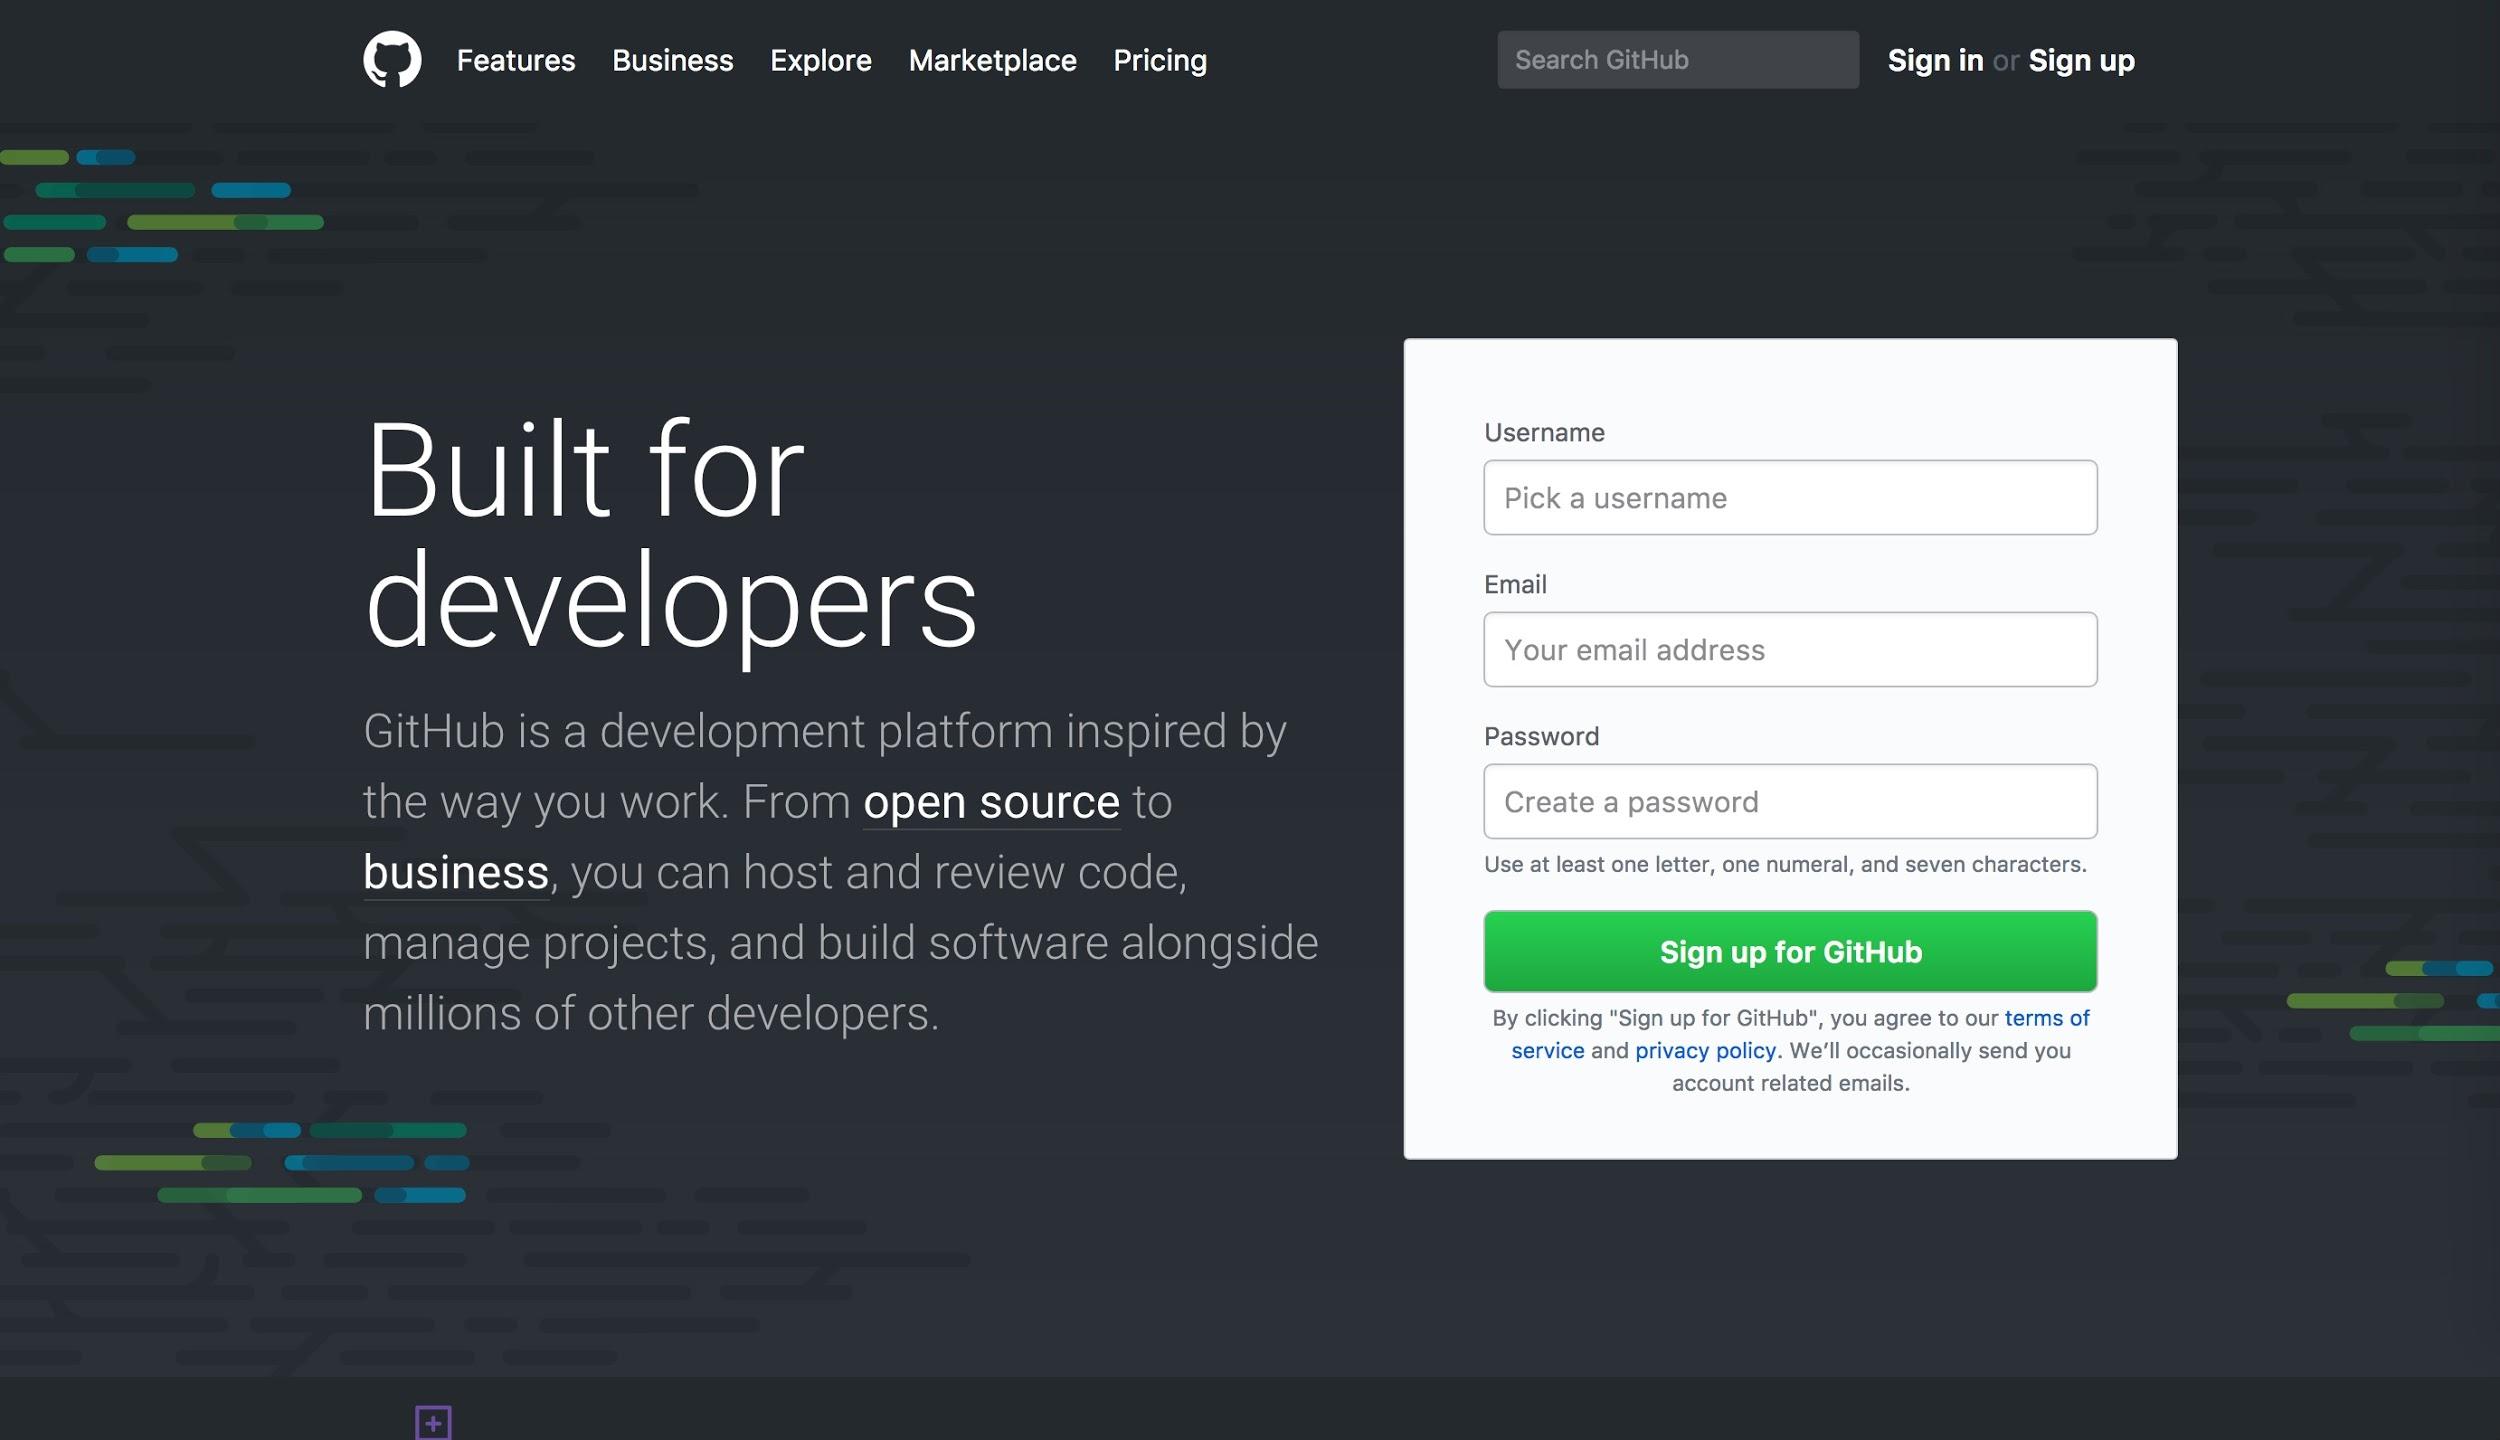 Features Business Explore Marketplace Pricing Search GitHub Sign in or Sign up
Built for
developers
GitHub is a development platform inspired by
the way you work. From open source to
business, you can host and review code,
manage projects, and build software alongside
millions of other developers.
Username
Pick a username
Email
Your email address
Password
Create a password
Use at least one letter, one numeral, and seven characters.
Sign up for GitHub
By clicking "Sign up for GitHub", you agree to our terms of
service and privacy policy. We’ll occasionally send you
account related emails.